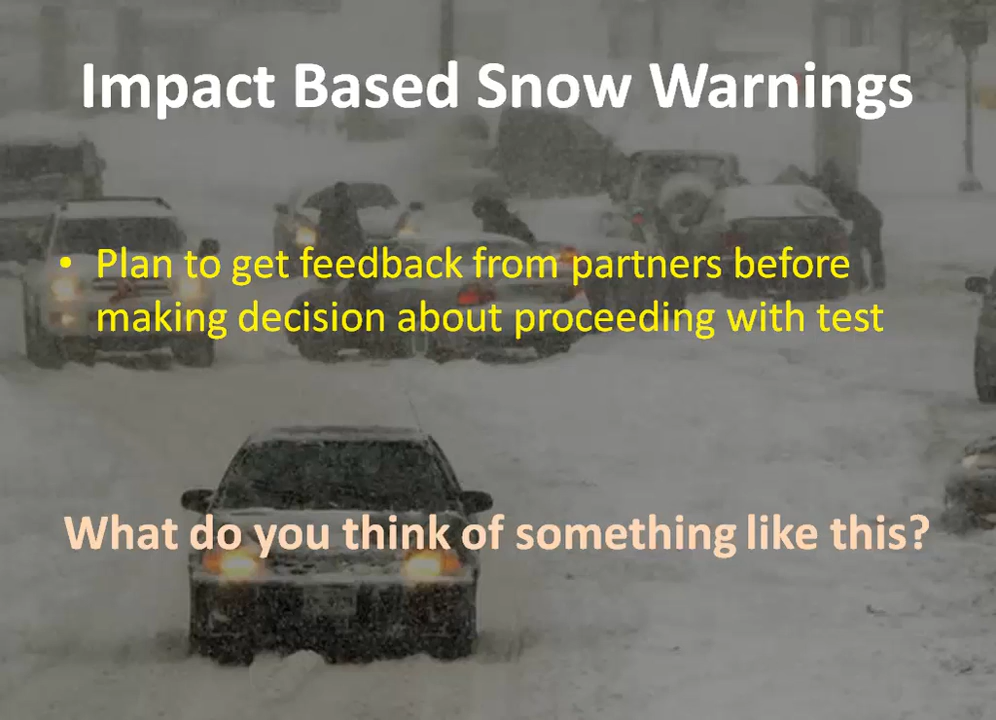 Impact Based Snow Warnings
• Plan to get feedback from partners before
making decision about proceeding with test
What do you think of something like this?